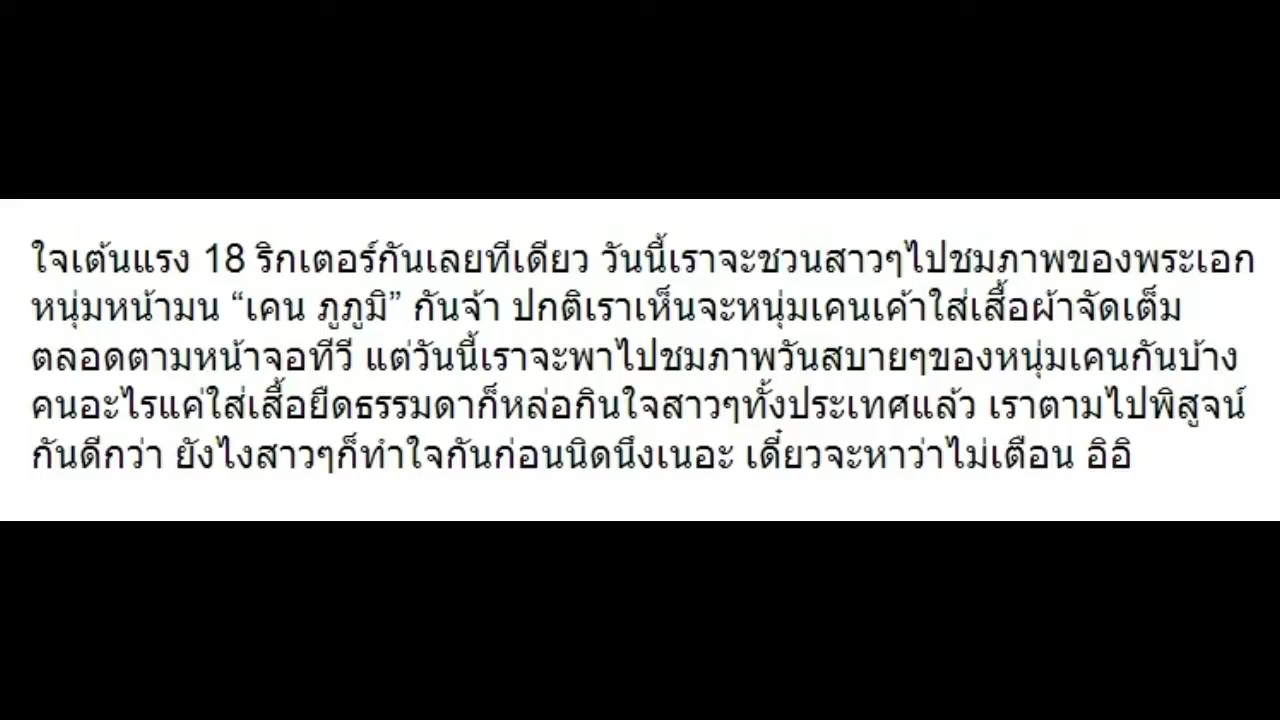 ใจเต้นแรง 18 ริกเตอร์กันเลยทีเดียว วันนี้เราจะชวนสาวๆไปชมภาพของพระเอก
หนุ่มหน้ามน “เคน ภูภูมิ” กันจ้า ปกติเราเห็นจะหนุ่มเคนเค้าใส่เสื้อผ้าจัดเต็ม
ตลอดตามหน้าจอทีวี แต่วันนี้เราจะพาไปชมภาพวันสบายๆของหนุ่มเคนกันบ้าง
คนอะไรแค่ใส่เสื้อยืดธรรมดาก็หล่อกินใจสาวๆทั้งประเทศแล้ว เราตามไปพิสูจน์
กันดีกว่า ยังไงสาวๆก็ทำใจกันก่อนนิดนึงเนอะ เดี๋ยวจะหาว่าไม่เตือน อิอิ